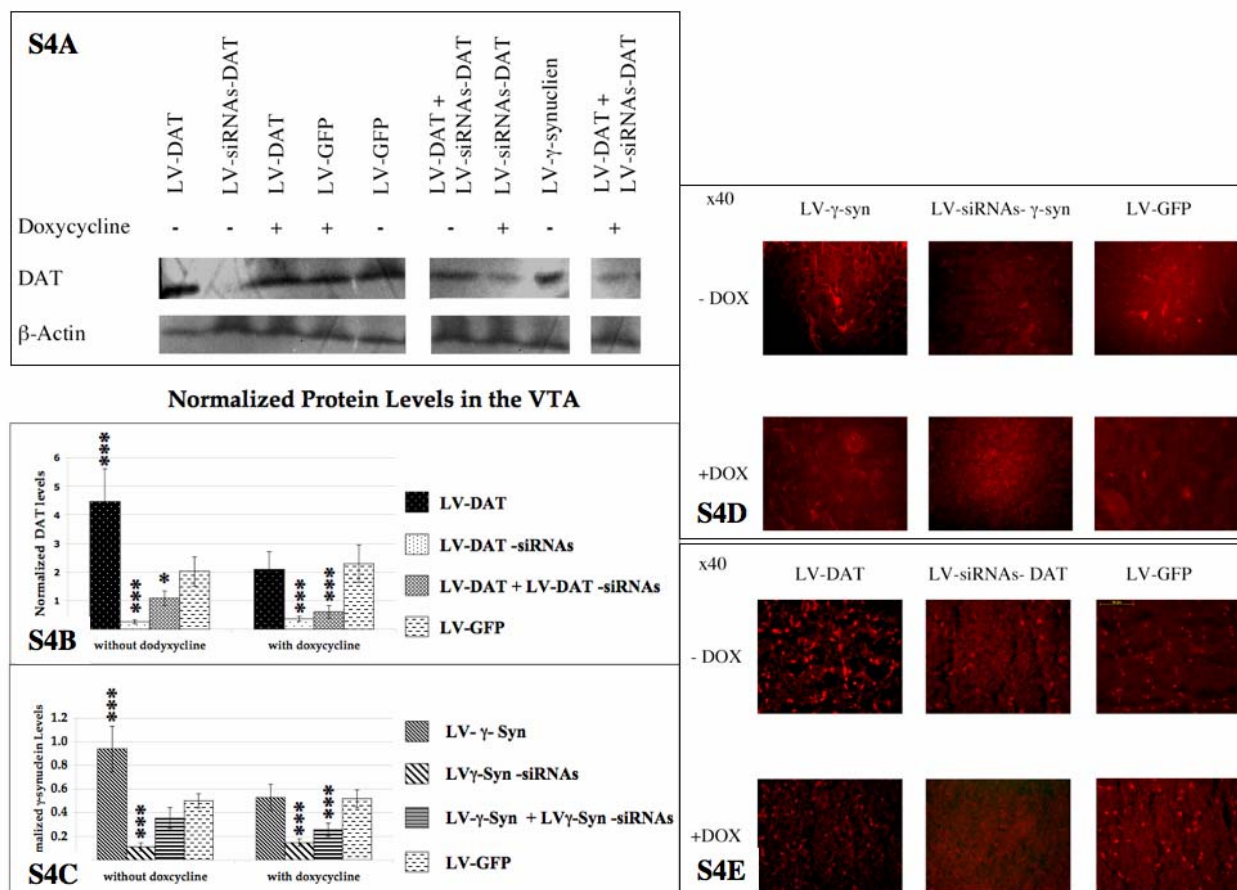 S4A
LV-DAT
LV-siRNAs-DAT
LV-DAT
LV-GFP
LV-GFP
LV-DAT +
LV-siRNAs-DAT
LV-siRNAs-DAT
LV-γ-synuclien
LV-DAT +
LV-siRNAs-DAT
Doxycycline - - + + - - + - +
DAT
β-Actin
Normalized Protein Levels in the VTA
Normalized DAT levels
6
5
4
3
2
1
***
***
*
***
***
without dodyxycline
with doxycycline
LV-DAT
LV-DAT -siRNAs
LV-DAT + LV-DAT -siRNAs
LV-GFP
S4B
malized γ-synuclein Levels
1.2
1.0
0.8
0.6
0.4
0.2
***
***
***
***
without doxcycline
with doxycycline
LV- γ- Syn
LVγ-Syn -siRNAs
LV-γ-Syn + LVγ-Syn -siRNAs
LV-GFP
S4C
x40
LV-γ-syn LV-siRNAs- γ-syn LV-GFP
- DOX
+DOX
S4D
x40
LV-DAT LV-siRNAs- DAT LV-GFP
- DOX
+DOX
S4E